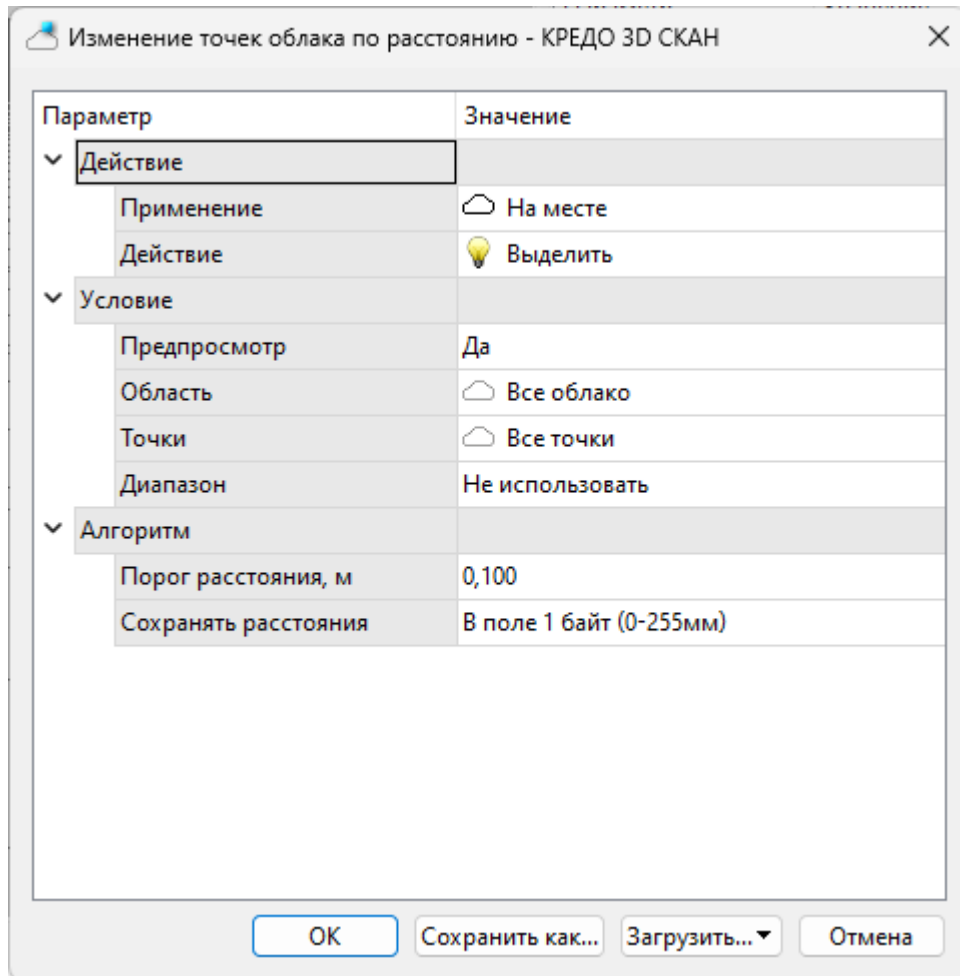 Изменение точек облака по расстоянию - КРЕДО 3D СКАН
Параметр Значение
Действие
Применение На месте
Действие Выделить
Условие
Предпросмотр Да
Область Все облако
Точки Все точки
Диапазон Не использовать
Алгоритм
Порог расстояния, м 0,100
Сохранять расстояния В поле 1 байт (0-255мм)
ОК Сохранить как... Загрузить... Отмена